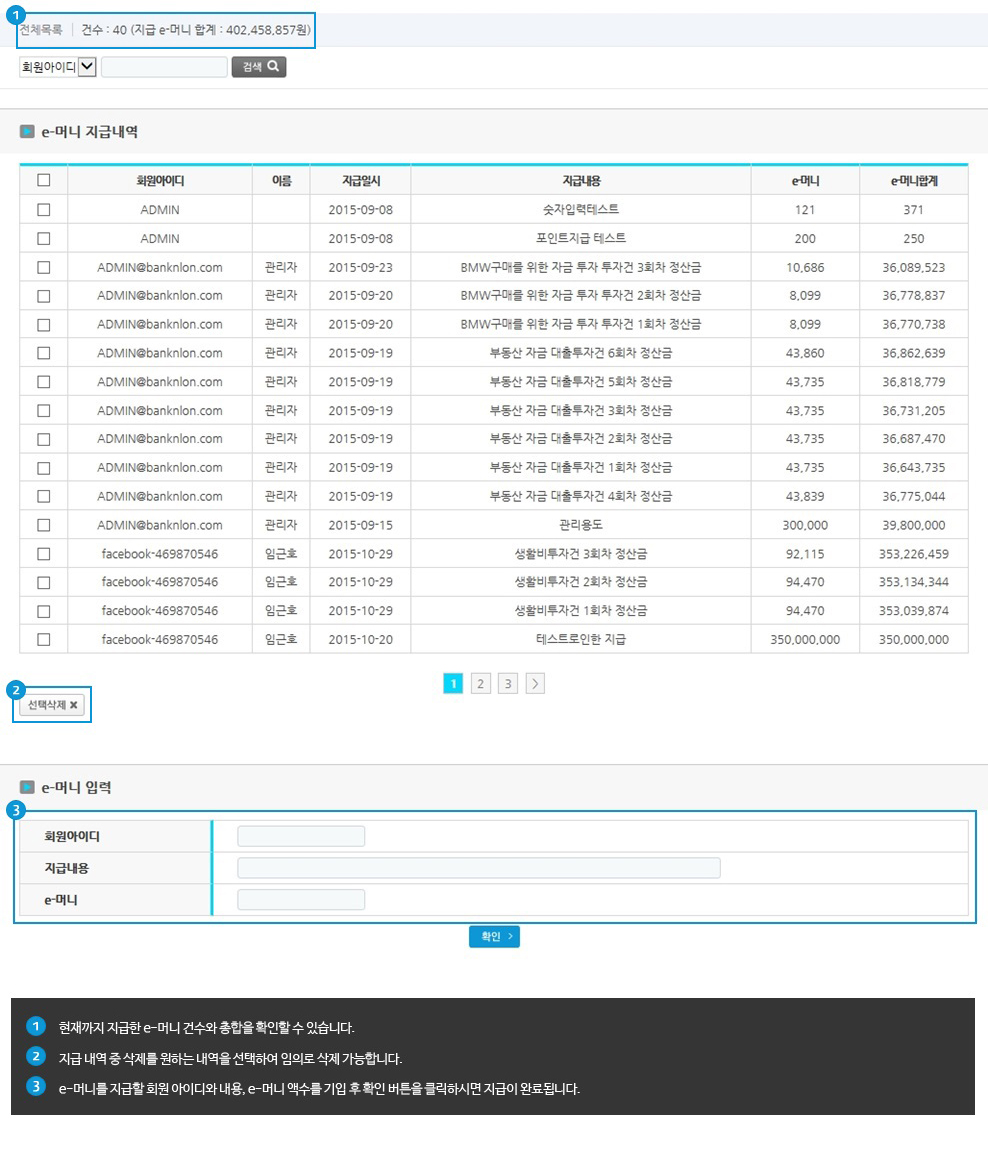 1
전체목록 | 건수 : 40 (지급 e-머니 합계 : 402,458,857원)
회원아이디 검색
e-머니 지급내역
회원아이디 이름 지급일시 지급내용 e-머니 e-머니합계
ADMIN 2015-09-08 숫자입력테스트 121 371
ADMIN 2015-09-08 포인트지급 테스트 200 250
ADMIN@banknlon.com 관리자 2015-09-23 BMW구매를 위한 자금 투자 투자건 3회차 정산금 10,686 36,089,523
ADMIN@banknlon.com 관리자 2015-09-20 BMW구매를 위한 자금 투자 투자건 2회차 정산금 8,099 36,778,837
ADMIN@banknlon.com 관리자 2015-09-20 BMW구매를 위한 자금 투자 투자건 1회차 정산금 8,099 36,770,738
ADMIN@banknlon.com 관리자 2015-09-19 부동산 자금 대출투자건 6회차 정산금 43,860 36,862,639
ADMIN@banknlon.com 관리자 2015-09-19 부동산 자금 대출투자건 5회차 정산금 43,735 36,818,779
ADMIN@banknlon.com 관리자 2015-09-19 부동산 자금 대출투자건 3회차 정산금 43,735 36,731,205
ADMIN@banknlon.com 관리자 2015-09-19 부동산 자금 대출투자건 2회차 정산금 43,735 36,687,470
ADMIN@banknlon.com 관리자 2015-09-19 부동산 자금 대출투자건 1회차 정산금 43,735 36,643,735
ADMIN@banknlon.com 관리자 2015-09-19 부동산 자금 대출투자건 4회차 정산금 43,839 36,775,044
ADMIN@banknlon.com 관리자 2015-09-15 관리용도 300,000 39,800,000
facebook-469870546 임근호 2015-10-29 생활비투자건 3회차 정산금 92,115 353,226,459
facebook-469870546 임근호 2015-10-29 생활비투자건 2회차 정산금 94,470 353,134,344
facebook-469870546 임근호 2015-10-29 생활비투자건 1회차 정산금 94,470 353,039,874
facebook-469870546 임근호 2015-10-20 테스트로인한 지급 350,000,000 350,000,000
1 2 3 >
2
선택삭제 ✖
e-머니 입력
3
회원아이디
지급내용
e-머니
확인 >
1 현재까지 지급한 e-머니 건수와 총합을 확인할 수 있습니다.
2 지급 내역 중 삭제를 원하는 내역을 선택하여 임의로 삭제 가능합니다.
3 e-머니를 지급할 회원 아이디와 내용, e-머니 액수를 기입 후 확인 버튼을 클릭하시면 지급이 완료됩니다.